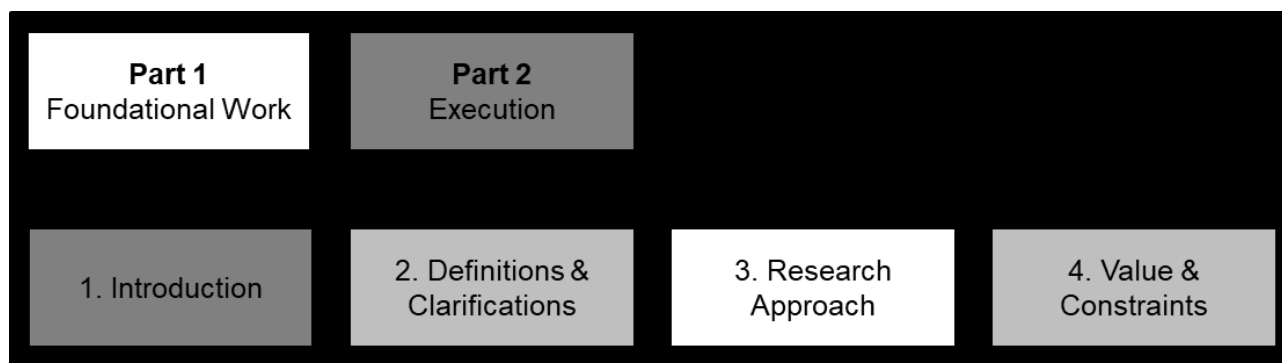 Part 1
Foundational Work
Part 2
Execution
1. Introduction
2. Definitions &
Clarifications
3. Research
Approach
4. Value &
Constraints